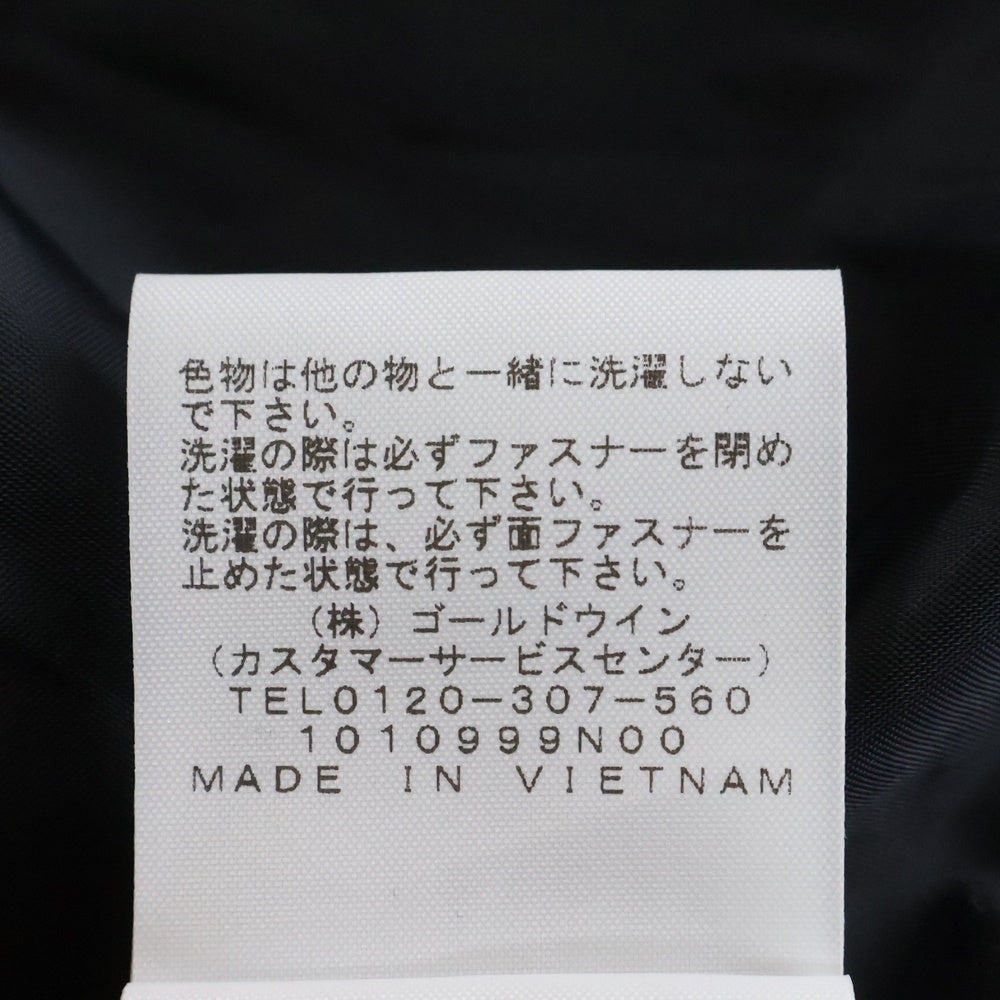 色物は他の物と一緒に洗濯しない
で下さい。
洗濯の際は必ずファスナーを閉め
た状態で行って下さい。
洗濯の際は、必ず面ファスナーを
止めた状態で行って下さい。
(株)ゴールドウイン
(カスタマーサービスセンター)
TEL0120-307-560
1010999N00
MADE IN VIETNAM